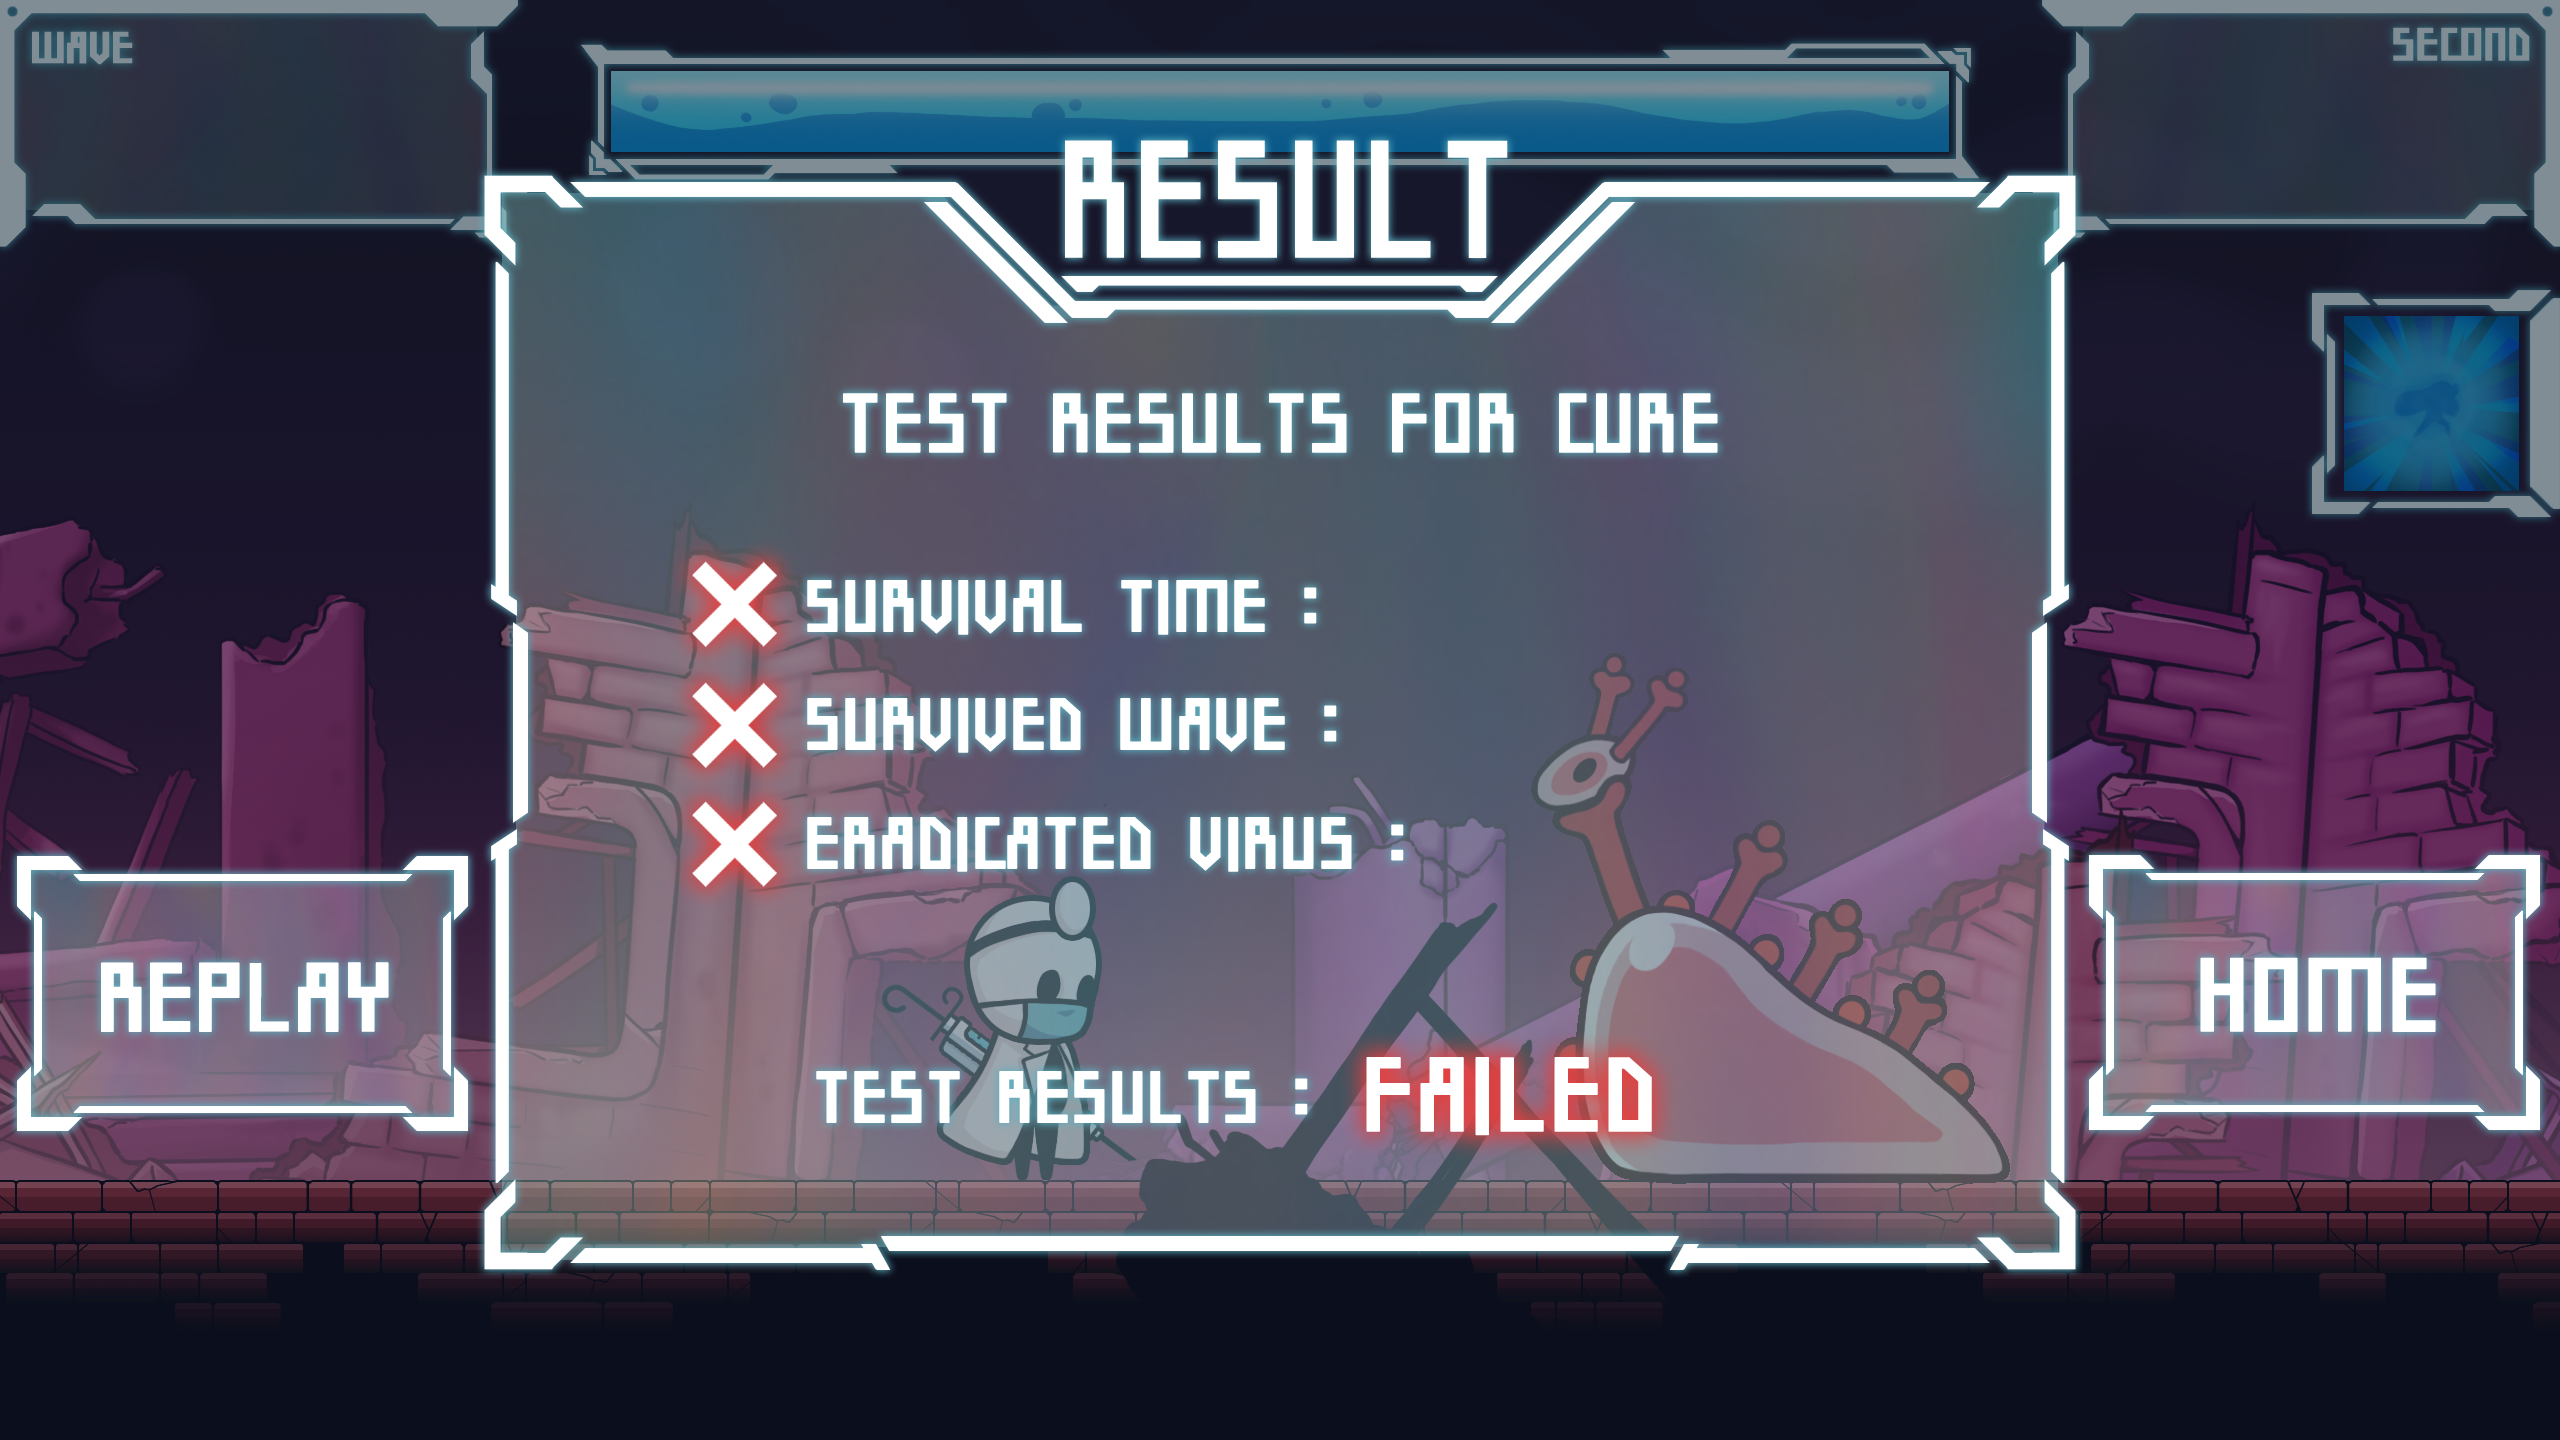 WAVE
SECOND
RESULT
TEST RESULTS FOR CURE
SURVIVAL TIME :
SURVIVED WAVE :
ERADICATED VIRUS :
REPLAY
HOME
TEST RESULTS : FAILED